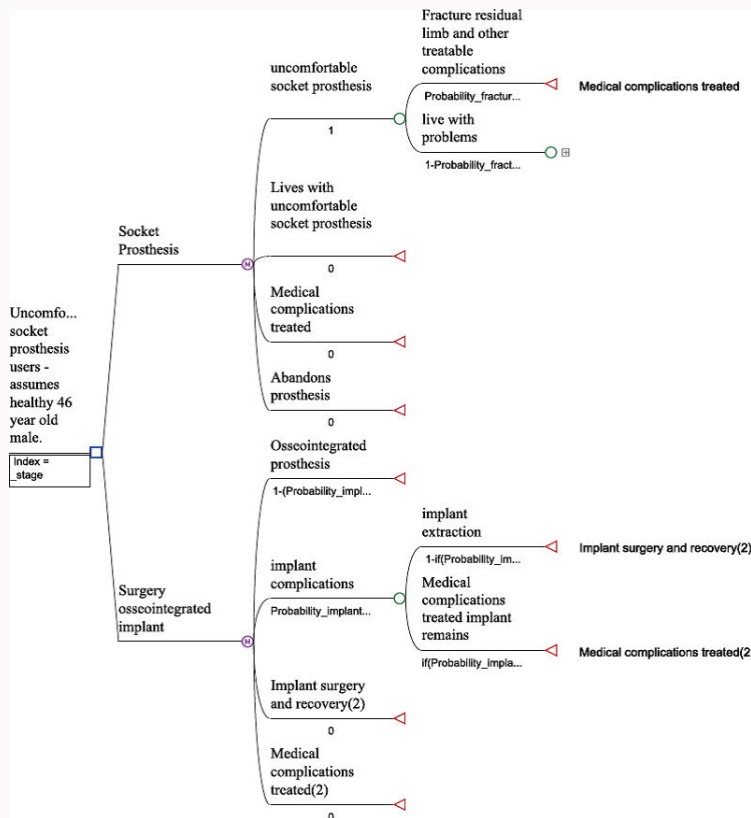 Fracture residual
limb and other
treatable
complications
Probability_fractur...
Medical complications treated
uncomfortable
socket prosthesis
1
live with
problems
1-Probability_fract...
Lives with
uncomfortable
socket prosthesis
0
Socket
Prosthesis
M
Medical
complications
treated
0
Abandons
prosthesis
0
Uncomfo...
socket
prosthesis
users -
assumes
healthy 46
year old
male.
Index =
_stage
Osseointegrated
prosthesis
1-(Probability_impl...
implant
extraction
1-if(Probability_im...
Implant surgery and recovery(2)
implant
complications
Probability_implant...
Medical
complications
treated implant
remains
if(Probability_impla...
Medical complications treated(2
Surgery
osseointegrated
implant
M
Implant surgery
and recovery(2)
0
Medical
complications
treated(2)
0